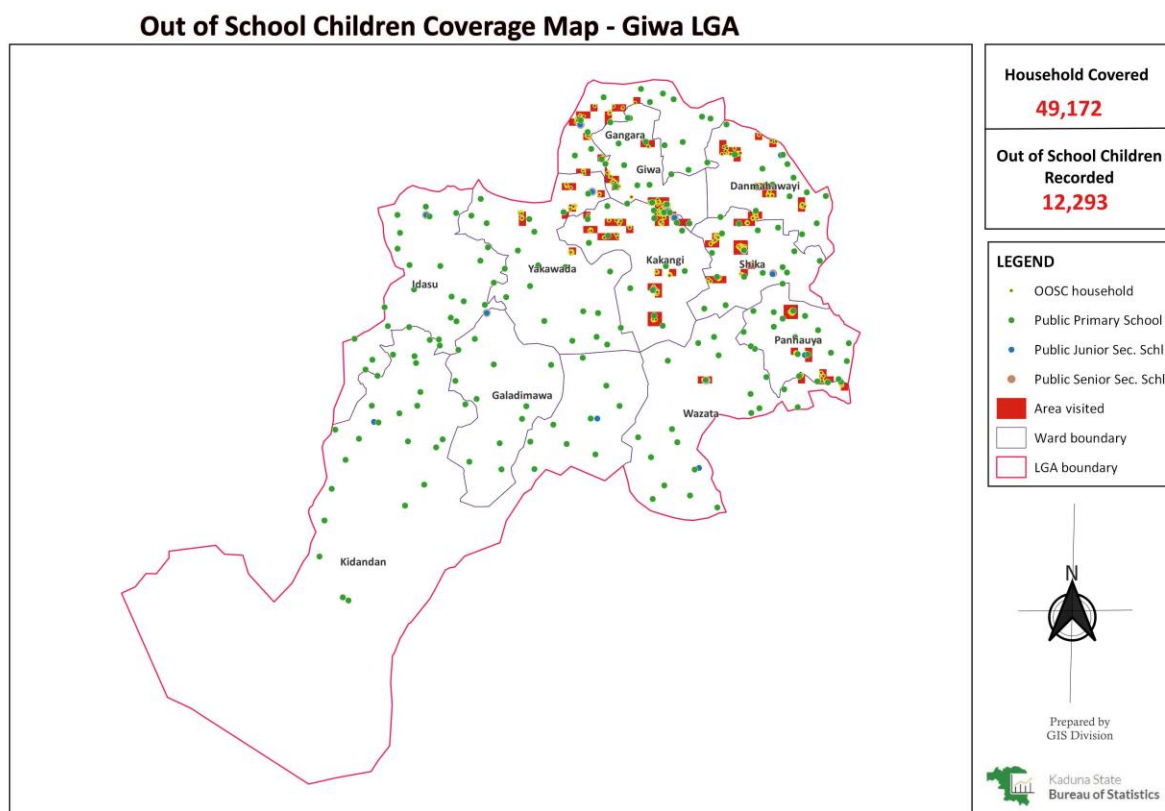 Out of School Children Coverage Map - Giwa LGA
Household Covered
49,172
Out of School Children
Recorded
12,293
Gangara
Giwa
Danmahawayi
Kakangi
Shika
Yakawada
Idasu
Panhauya
Galadimawa
Wazata
Kidandan
LEGEND
OOSC household
Public Primary School
Public Junior Sec. Schl
Public Senior Sec. Schl
Area visited
Ward boundary
LGA boundary
N
Prepared by
GIS Division
Kaduna State
Bureau of Statistics